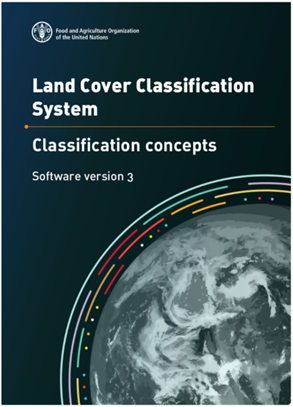 Food and Agriculture Organization
of the United Nations
Land Cover Classification
System
Classification concepts
Software version 3